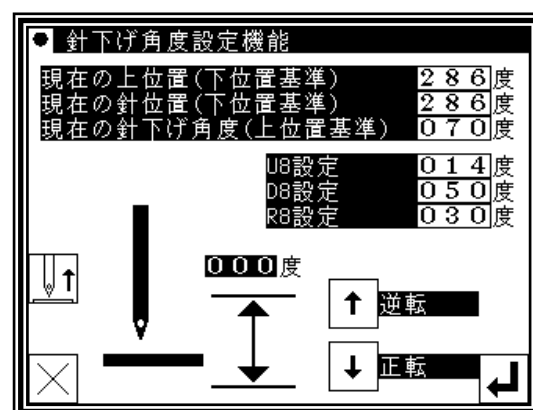 ● 針下げ角度設定機能
現在の上位置(下位置基準) 286度
現在の針位置(下位置基準) 286度
現在の針下げ角度(上位置基準) 070度
U8設定 014度
D8設定 050度
R8設定 030度
000度
↑ 逆転
↓ 正転